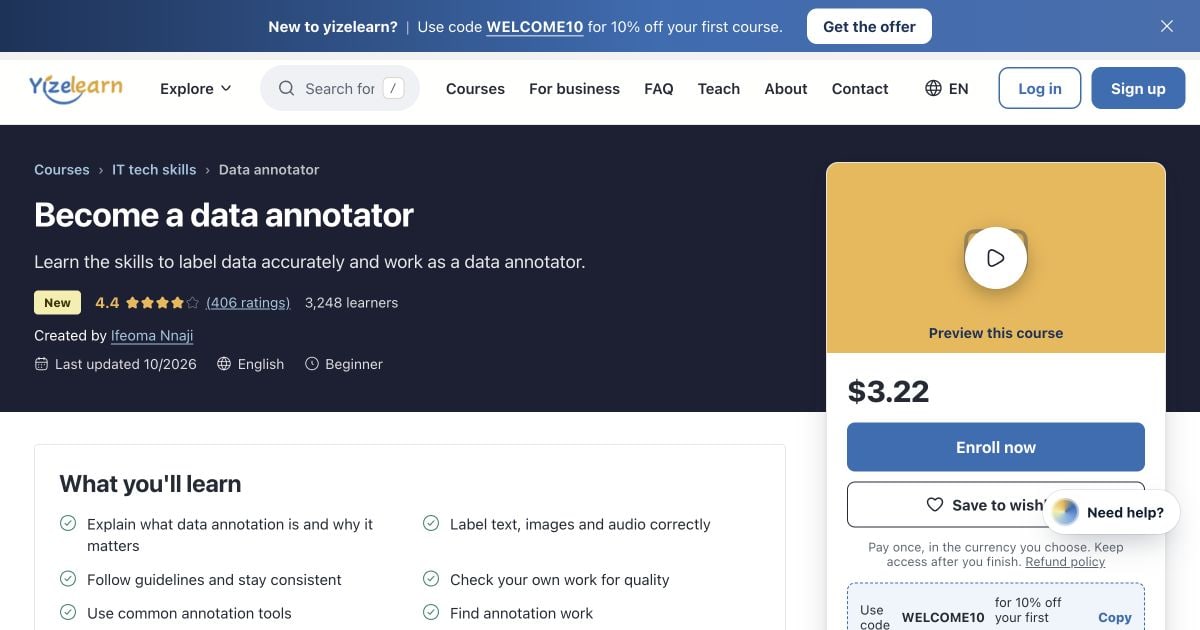 New to yizelearn? | Use code WELCOME10 for 10% off your first course. Get the offer
Yizelearn Explore Search for / Courses For business FAQ Teach About Contact EN Log in Sign up
Courses › IT tech skills › Data annotator
Become a data annotator
Learn the skills to label data accurately and work as a data annotator.
New 4.4 (406 ratings) 3,248 learners
Created by Ifeoma Nnaji
Last updated 10/2026 English Beginner
Preview this course
$3.22
Enroll now
Save to wish
Need help?
Pay once, in the currency you choose. Keep
access after you finish. Refund policy
Use
code
WELCOME10
for 10% off
your first
Copy
What you'll learn
Explain what data annotation is and why it
matters
Label text, images and audio correctly
Follow guidelines and stay consistent
Check your own work for quality
Use common annotation tools
Find annotation work